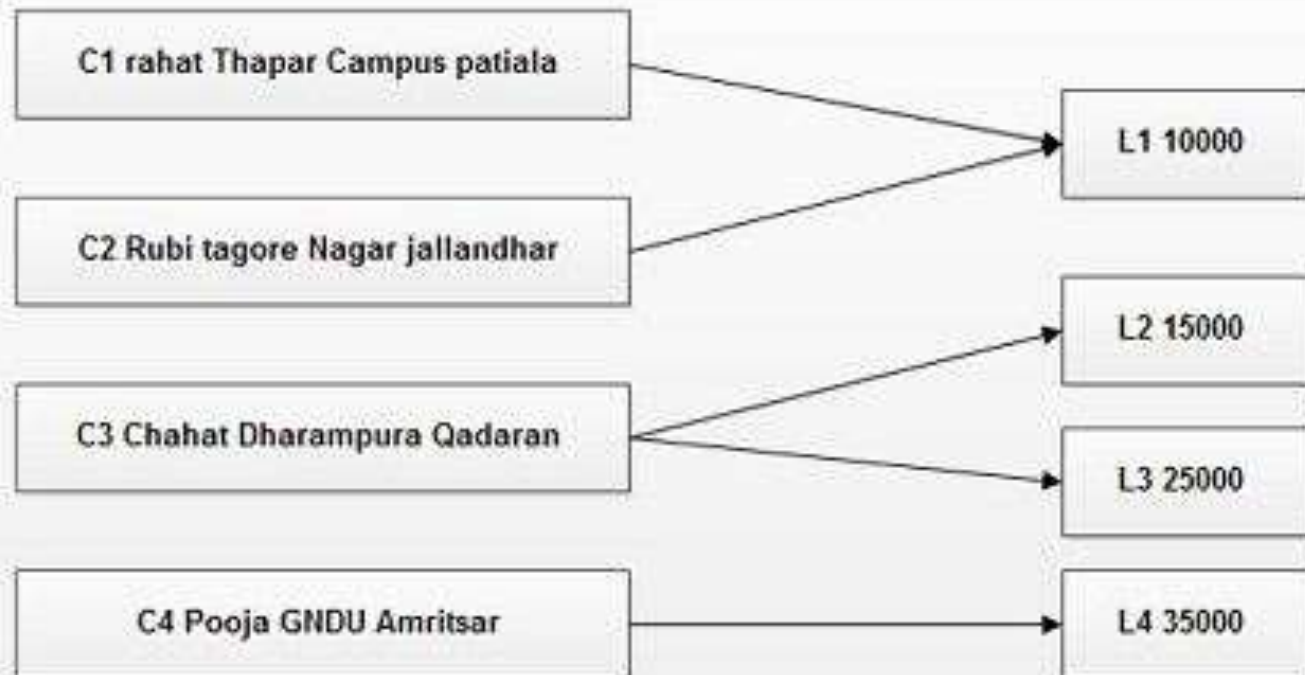 C1 rahat Thapar Campus patiala
L1 10000
C2 Rubi tagore Nagar jallandhar
L2 15000
C3 Chahat Dharampura Qadaran
L3 25000
C4 Pooja GNDU Amritsar
L4 35000